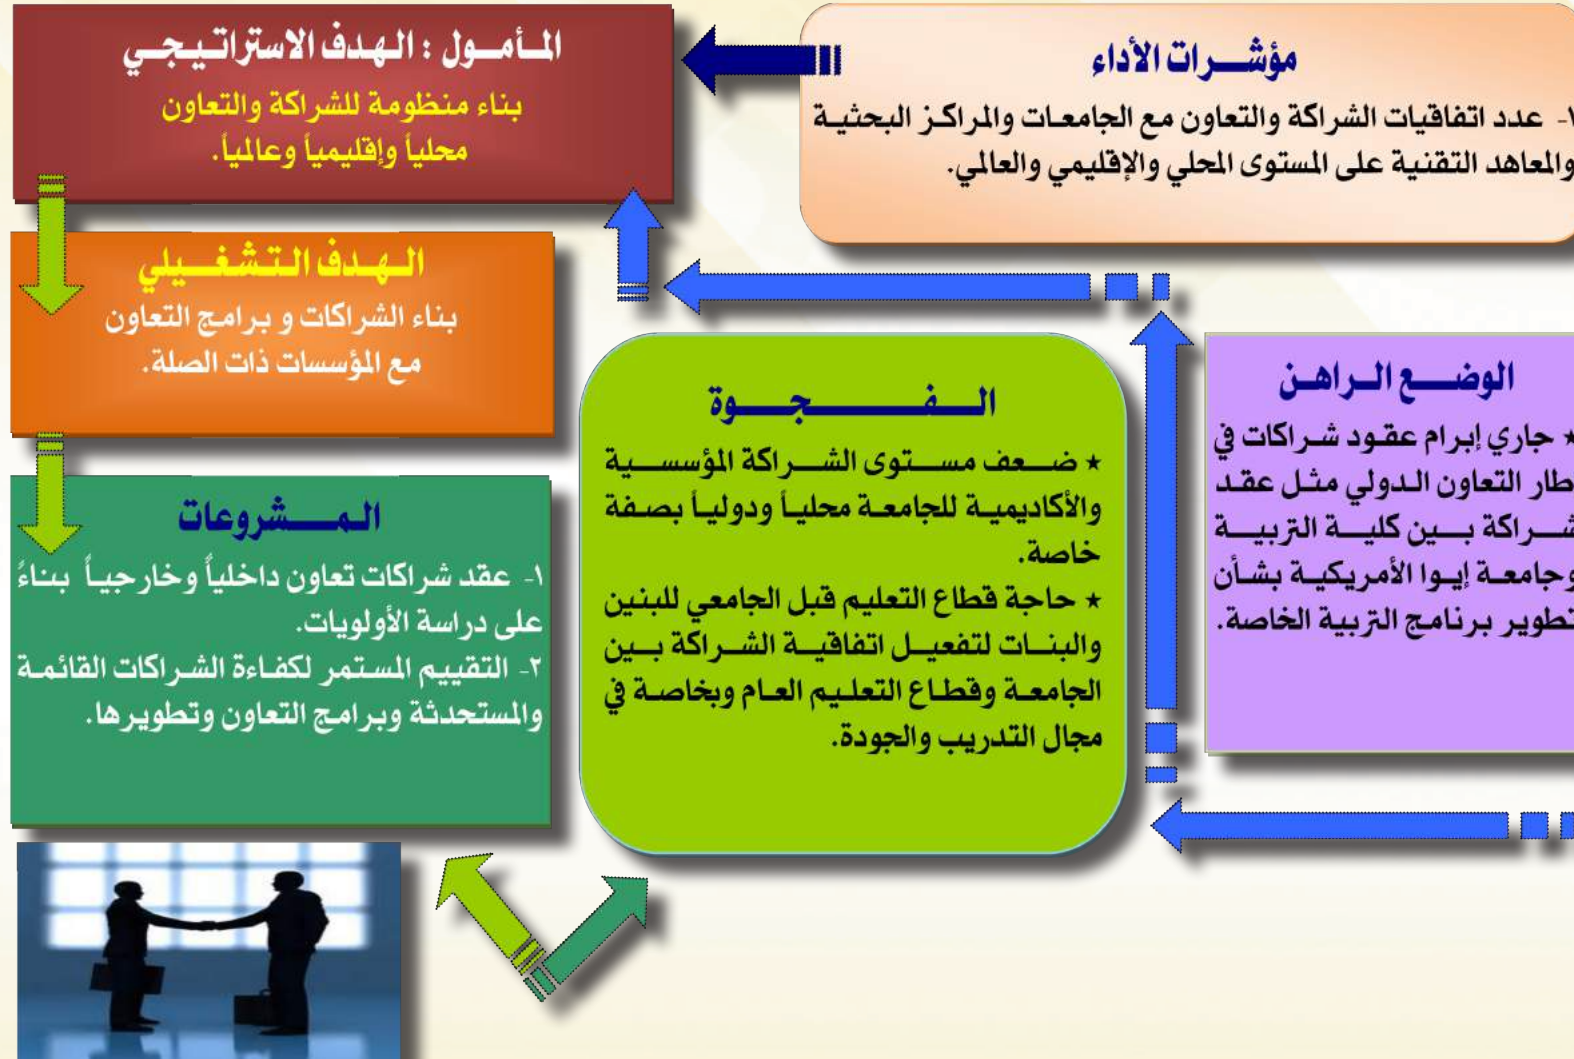 مؤشرات الأداء
١- عدد اتفاقيات الشراكة والتعاون مع الجامعات والمراكز البحثية
والمعاهد التقنية على المستوى المحلي والإقليمي والعالمي.
المأمول : الهدف الاستراتيجي
بناء منظومة للشراكة والتعاون
محلياً وإقليمياً وعالمياً.
الهدف التشغيلي
بناء الشراكات و برامج التعاون
مع المؤسسات ذات الصلة.
الوضع الراهن
* جاري إبرام عقود شراكات في
طار التعاون الدولي مثل عقد
شراكة بين كلية التربية
وجامعة إيوا الأمريكية بشأن
تطوير برنامج التربية الخاصة.
الفجوة
* ضعف مستوى الشراكة المؤسسية
والأكاديمية للجامعة محلياً ودولياً بصفة
خاصة.
* حاجة قطاع التعليم قبل الجامعي للبنين
والبنات لتفعيل اتفاقية الشراكة بين
الجامعة وقطاع التعليم العام وبخاصة في
مجال التدريب والجودة.
المشروعات
١- عقد شراكات تعاون داخلياً وخارجياً بناءً
على دراسة الأولويات.
٢- التقييم المستمر لكفاءة الشراكات القائمة
والمستحدثة وبرامج التعاون وتطويرها.